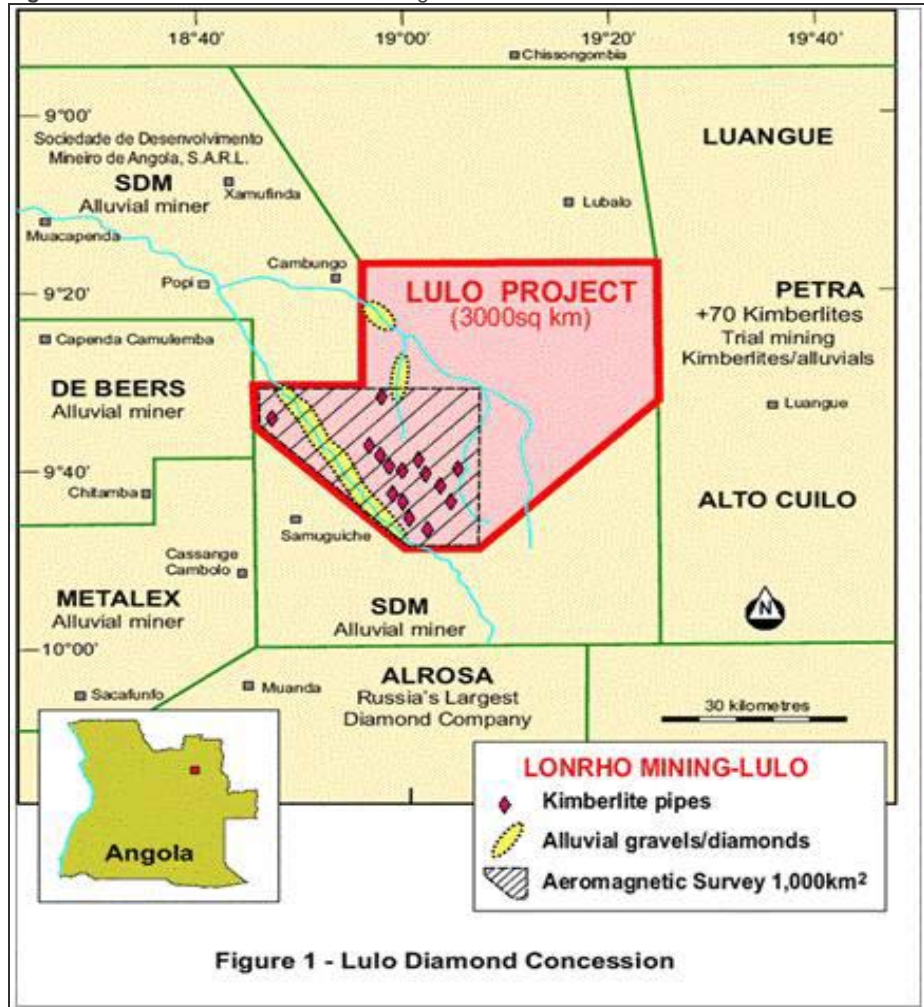 18°40' 19°00' 19°20' 19°40'
Chissongombia
9°00'
Sociedade de Desenvolvimento
Mineiro de Angola, S.A.R.L.
SDM
Alluvial miner
Xamufinda
LUANGUE
Lubalo
Muacapenda
Cambungo
Popi
9°20'
LULO PROJECT
(3000sq km)
PETRA
+70 Kimberlites
Trial mining
Kimberlites/alluvials
Capenda Camulemba
DE BEERS
Alluvial miner
Luangue
9°40'
Chitamba
Samuguiche
ALTO CUILO
Cassange
Cambolo
METALEX
Alluvial miner
SDM
Alluvial miner
N
10°00'
ALROSA
Russia's Largest
Diamond Company
Sacafunfo
Muanda
30 kilometres
LONRHO MINING-LULO
Kimberlite pipes
Alluvial gravels/diamonds
Aeromagnetic Survey 1,000km²
Angola
Figure 1 - Lulo Diamond Concession